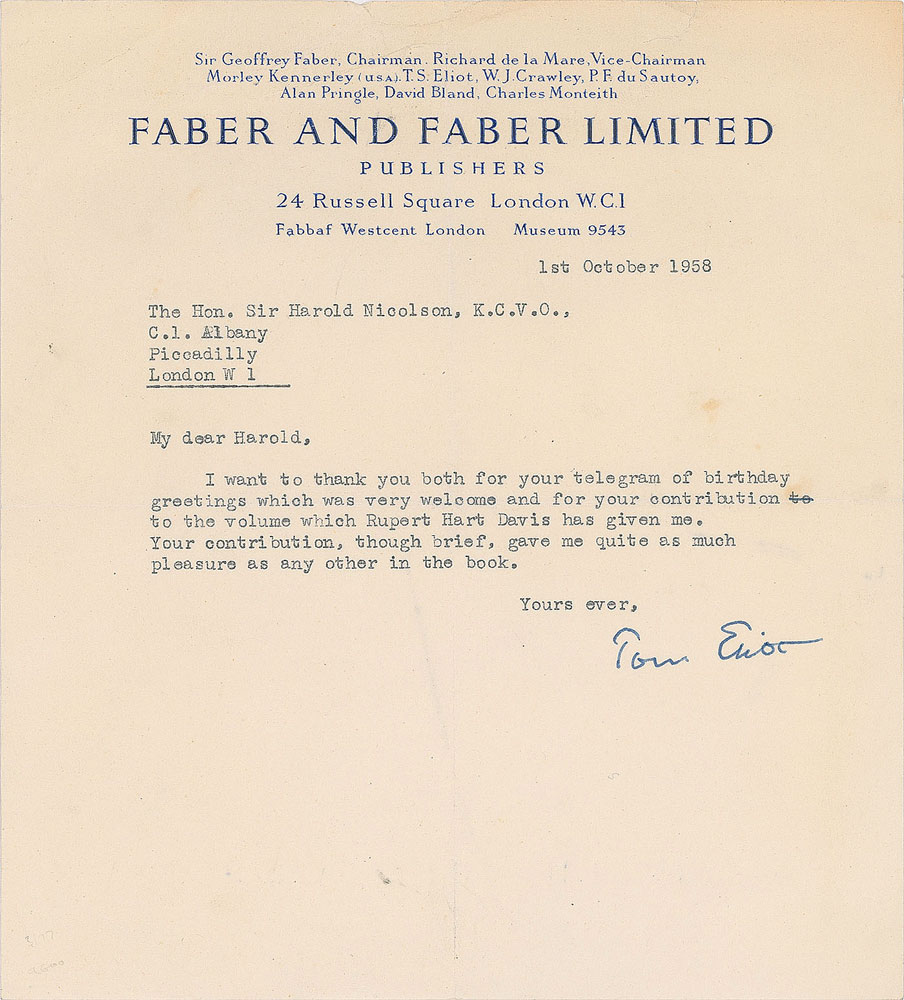 Sir Geoffrey Faber, Chairman. Richard de la Mare, Vice-Chairman
Morley Kennerley (U.S.A). T. S. Eliot, W. J. Crawley, P. F. du Sautoy,
Alan Pringle, David Bland, Charles Monteith
FABER AND FABER LIMITED
PUBLISHERS
24 Russell Square London W.C.1
Fabbaf Westcent London Museum 9543
1st October 1958
The Hon. Sir Harold Nicolson, K.C.V.O.,
C.1. Albany
Piccadilly
London W 1
My dear Harold,
I want to thank you both for your telegram of birthday
greetings which was very welcome and for your contribution to
to the volume which Rupert Hart Davis has given me.
Your contribution, though brief, gave me quite as much
pleasure as any other in the book.
Yours ever,
Tom Eliot